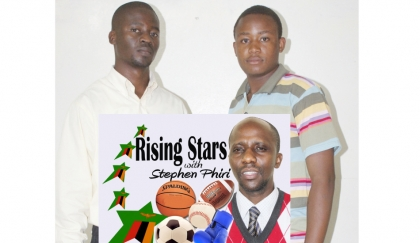 Rising Stars
with
Stephen Phiri
SPALDING